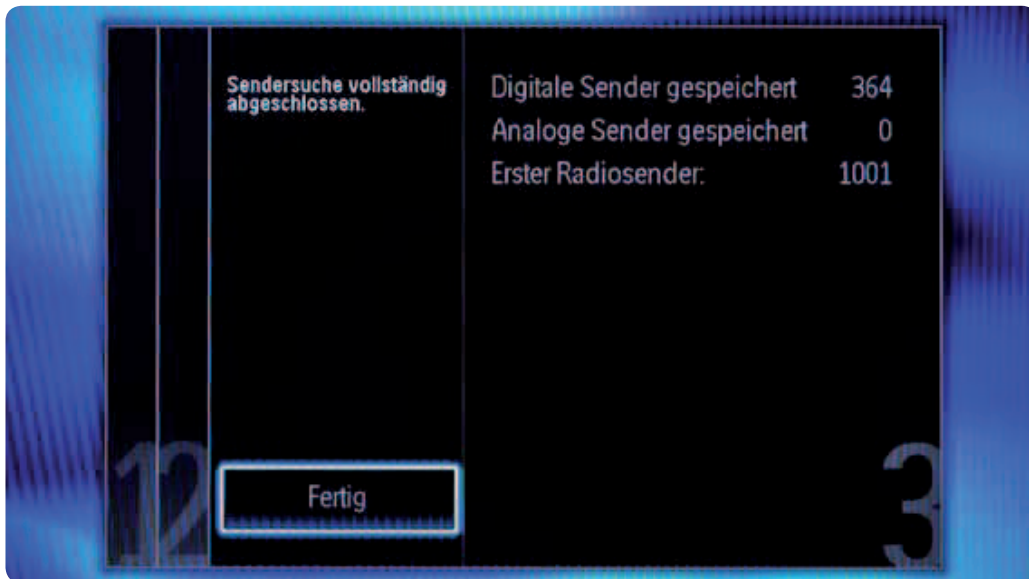 Sendersuche vollständig
abgeschlossen.
Digitale Sender gespeichert 364
Analoge Sender gespeichert 0
Erster Radiosender: 1001
Fertig
1 2
3